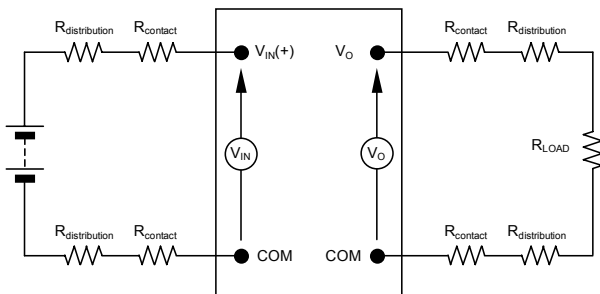 Rdistribution Rcontact Rcontact Rdistribution
VIN(+) VO
VIN VO RLOAD
Rdistribution Rcontact Rcontact Rdistribution
COM COM